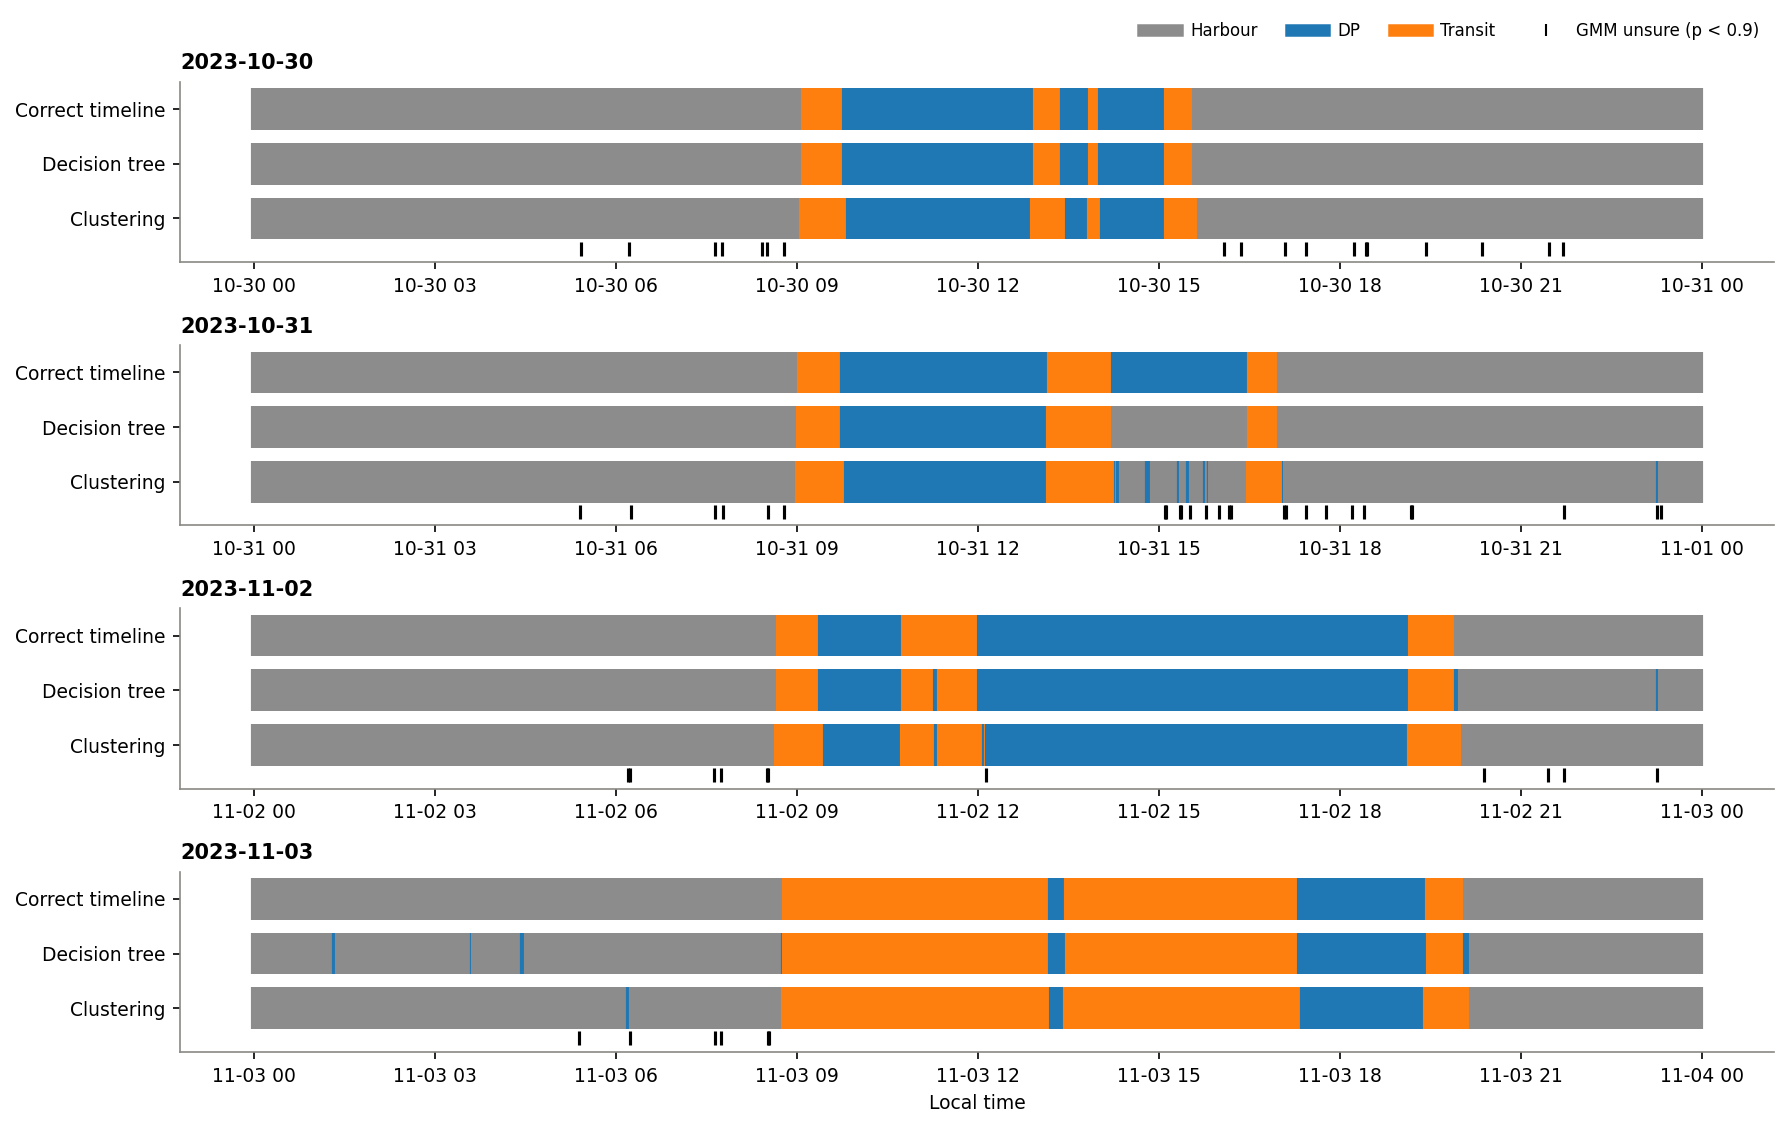 Harbour DP Transit GMM unsure (p < 0.9)
2023-10-30
Correct timeline
Decision tree
Clustering
10-30 00 10-30 03 10-30 06 10-30 09 10-30 12 10-30 15 10-30 18 10-30 21 10-31 00
2023-10-31
Correct timeline
Decision tree
Clustering
10-31 00 10-31 03 10-31 06 10-31 09 10-31 12 10-31 15 10-31 18 10-31 21 11-01 00
2023-11-02
Correct timeline
Decision tree
Clustering
11-02 00 11-02 03 11-02 06 11-02 09 11-02 12 11-02 15 11-02 18 11-02 21 11-03 00
2023-11-03
Correct timeline
Decision tree
Clustering
11-03 00 11-03 03 11-03 06 11-03 09 11-03 12 11-03 15 11-03 18 11-03 21 11-04 00
Local time